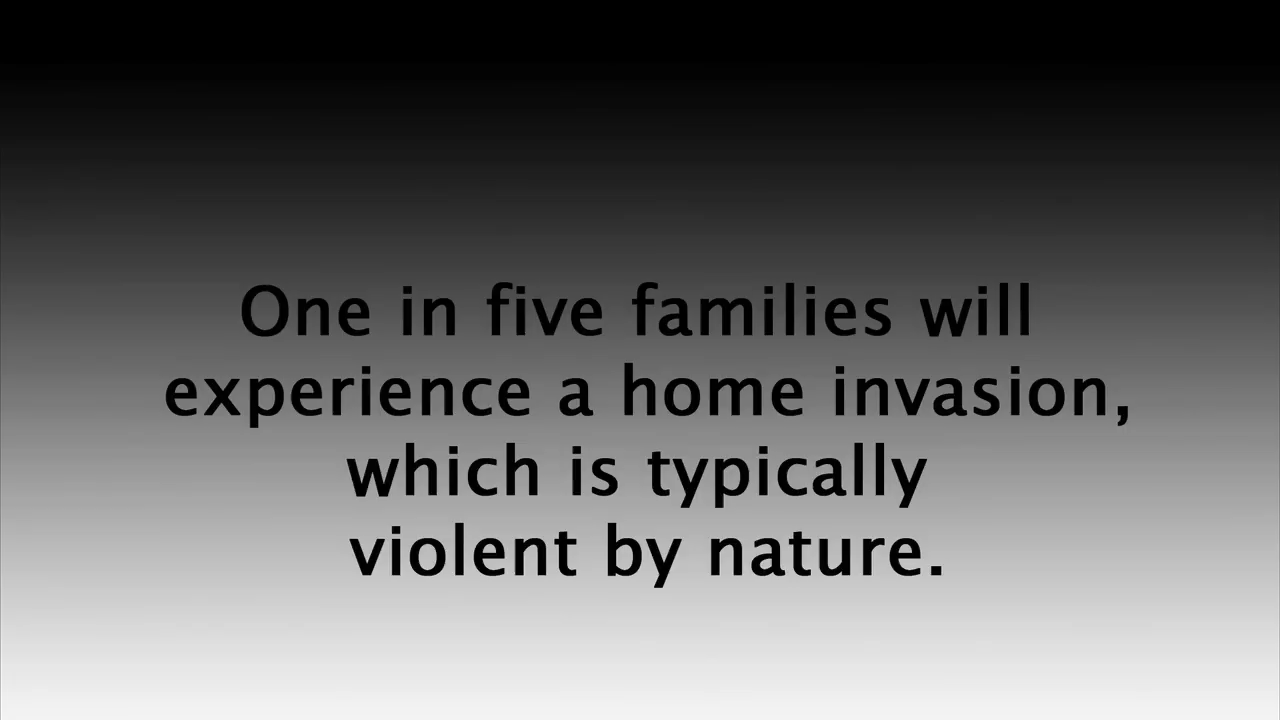 One in five families will
experience a home invasion,
which is typically
violent by nature.